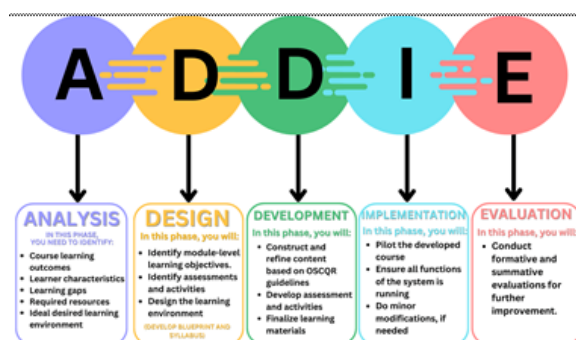 A D D I E
ANALYSIS
IN THIS PHASE,
YOU NEED TO IDENTIFY:
• Course learning
outcomes
• Learner characteristics
• Learning gaps
• Required resources
• Ideal desired learning
environment
DESIGN
In this phase, you will:
• Identify module-level
learning objectives.
• Identify assessments
and activities
• Design the learning
environment
(DEVELOP BLUEPRINT AND
SYLLABUS)
DEVELOPMENT
In this phase, you will:
• Construct and
refine content
based on OSCQR
guidelines
• Develop assessment
and activities
• Finalize learning
materials
IMPLEMENTATION
In this phase, you will:
• Pilot the developed
course
• Ensure all functions
of the system is
running
• Do minor
modifications, if
needed
EVALUATION
In this phase, you will:
• Conduct
formative and
summative
evaluations for
further
improvement.